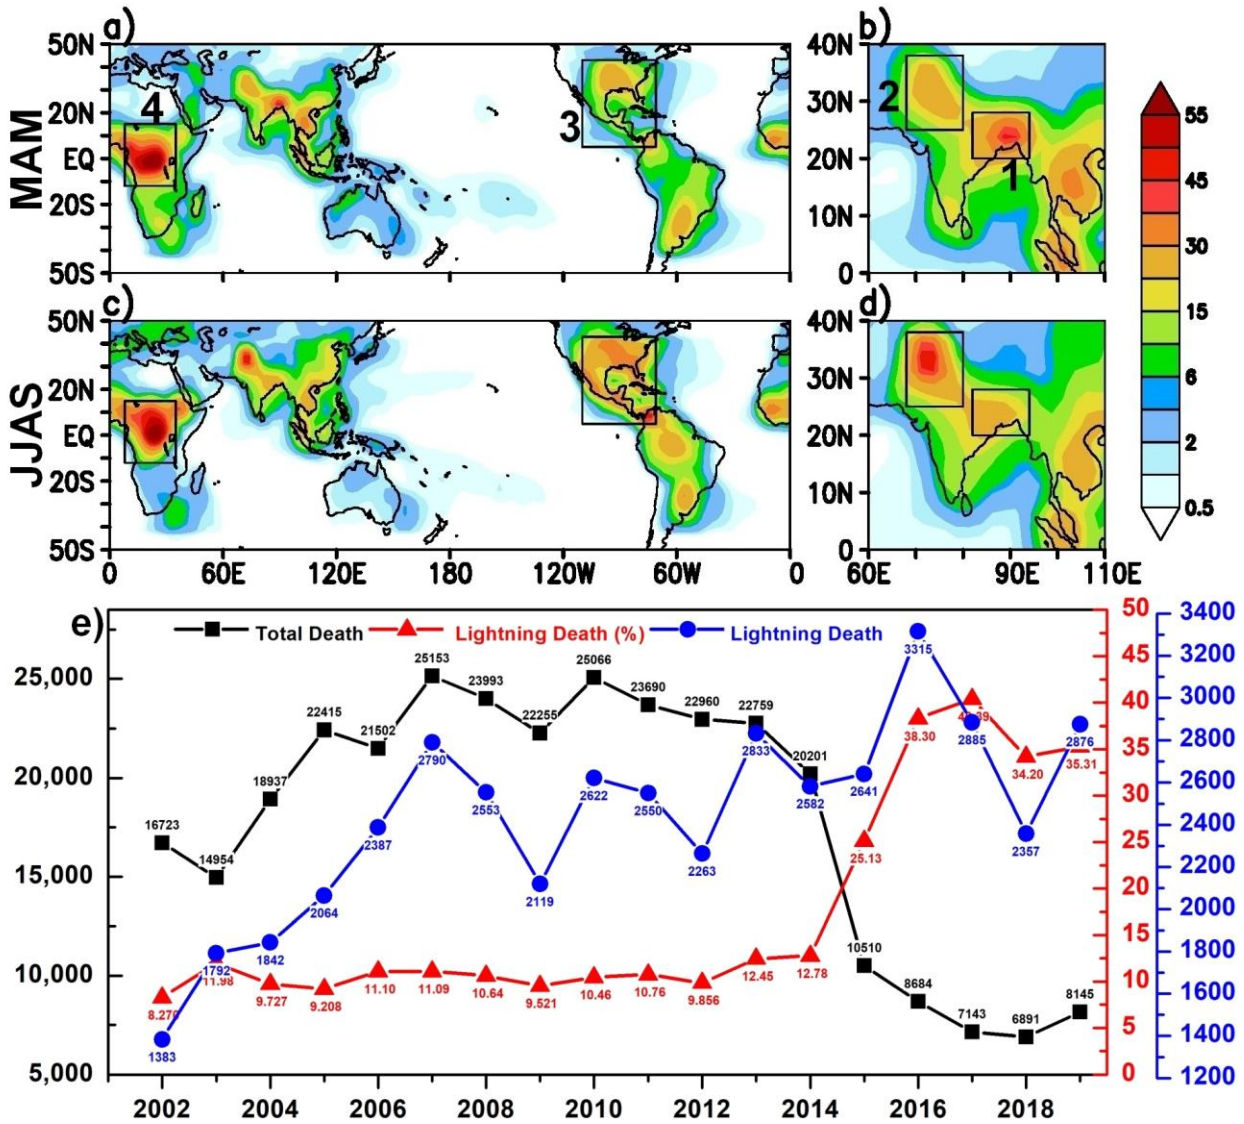 a)
b)
50N
20N
EQ
20S
50S
MAM
4
3
40N
30N
20N
10N
0
2
1
55
45
30
15
6
2
0.5
c)
d)
50N
20N
EQ
20S
50S
JJAS
40N
30N
20N
10N
0
0 60E 120E 180 120W 60W 0
60E 90E 110E
e)
Total Death Lightning Death (%) Lightning Death
25,000
20,000
15,000
10,000
5,000
16723 14954 18937 22415 21502 25153 23993 22255 25066 23690 22960 22759 20201 10510 8684 7143 6891 8145
1383 1792 1842 2064 2387 2790 2553 2119 2622 2550 2263 2833 2582 2641 3315 2885 2357 2876
11.98 9.727 9.208 11.10 11.09 10.64 9.521 10.46 10.76 9.856 12.45 12.78 25.13 38.30 34.20 35.31
50
45
40
35
30
25
20
15
10
5
0
3400
3200
3000
2800
2600
2400
2200
2000
1800
1600
1400
1200
2002 2004 2006 2008 2010 2012 2014 2016 2018